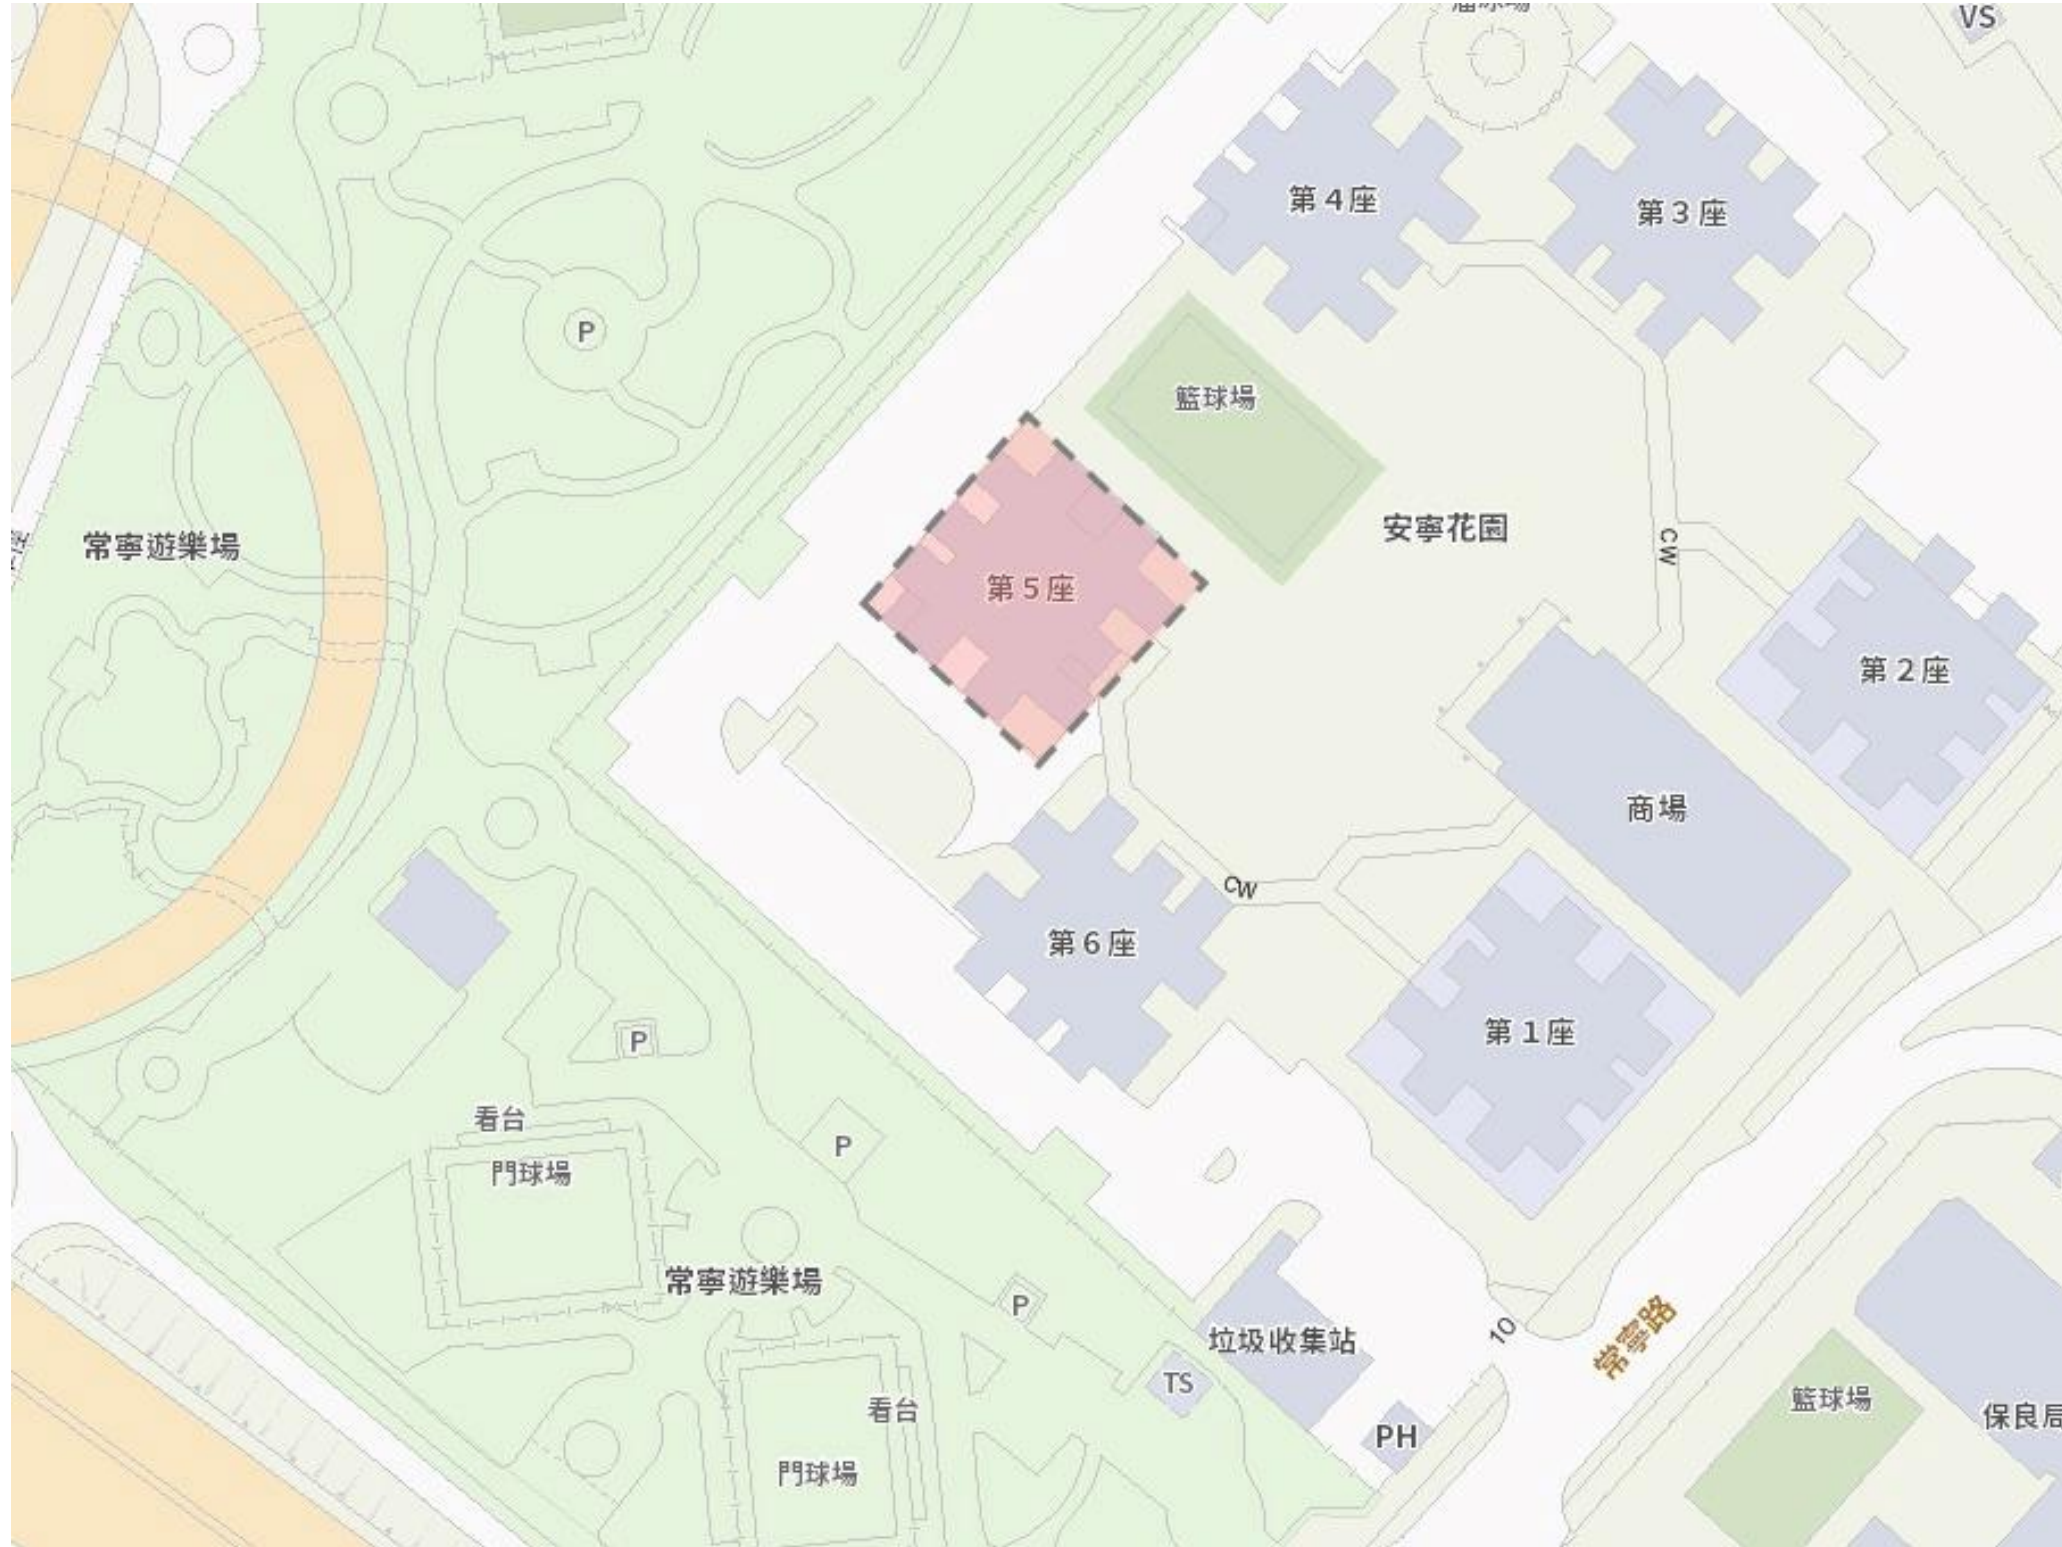 VS
第4座
第3座
P
籃球場
安寧花園
CW
常寧遊樂場
第5座
第2座
商場
CW
第6座
第1座
P
看台
門球場
P
常寧遊樂場
P
垃圾收集站
10
常寧路
TS
看台
PH
籃球場
保良局
門球場